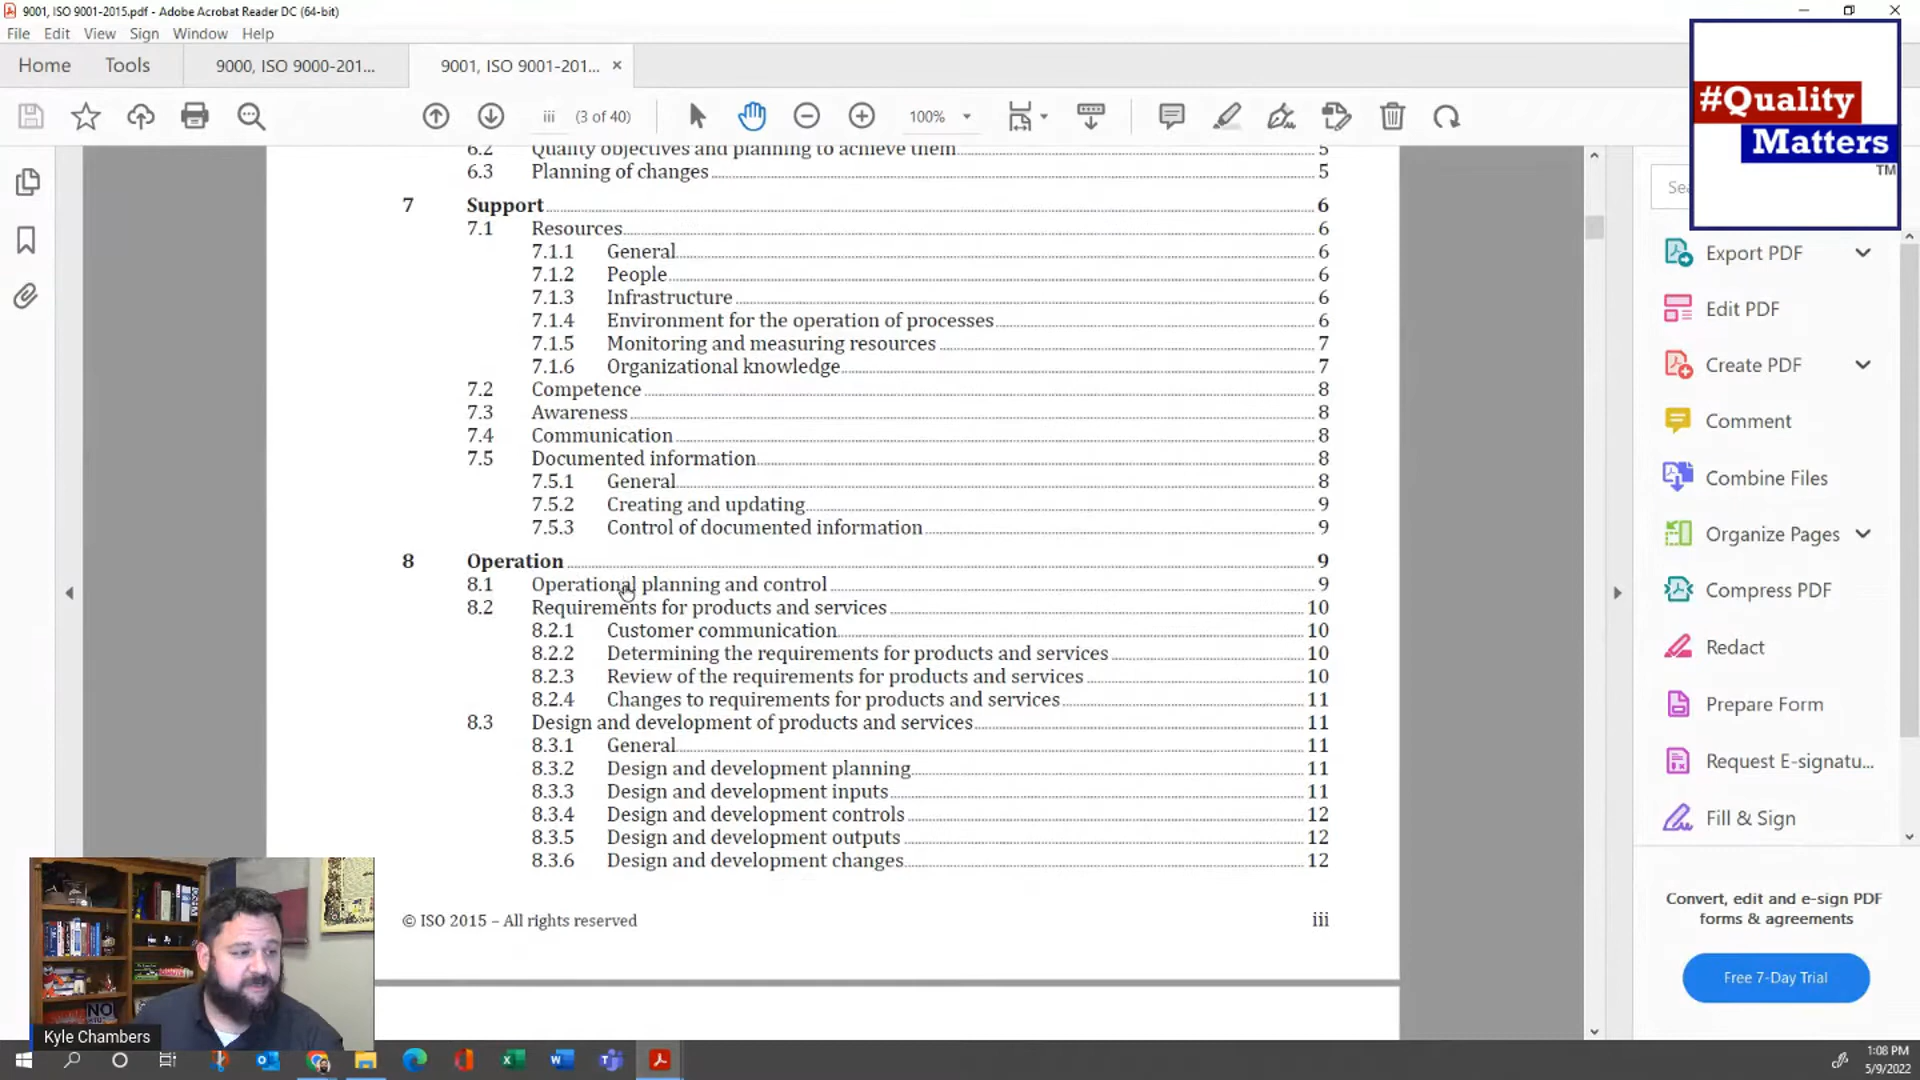 9001, ISO 9001-2015.pdf - Adobe Acrobat Reader DC (64-bit)
File Edit View Sign Window Help
Home Tools 9000, ISO 9000-201... 9001, ISO 9001-201... ×
iii (3 of 40) 100%
#Quality
Matters
TM
6.2 Quality objectives and planning to achieve them 5
6.3 Planning of changes 5
7 Support 6
7.1 Resources 6
7.1.1 General 6
7.1.2 People 6
7.1.3 Infrastructure 6
7.1.4 Environment for the operation of processes 6
7.1.5 Monitoring and measuring resources 7
7.1.6 Organizational knowledge 7
7.2 Competence 8
7.3 Awareness 8
7.4 Communication 8
7.5 Documented information 8
7.5.1 General 8
7.5.2 Creating and updating 9
7.5.3 Control of documented information 9
8 Operation 9
8.1 Operational planning and control 9
8.2 Requirements for products and services 10
8.2.1 Customer communication 10
8.2.2 Determining the requirements for products and services 10
8.2.3 Review of the requirements for products and services 10
8.2.4 Changes to requirements for products and services 11
8.3 Design and development of products and services 11
8.3.1 General 11
8.3.2 Design and development planning 11
8.3.3 Design and development inputs 11
8.3.4 Design and development controls 12
8.3.5 Design and development outputs 12
8.3.6 Design and development changes 12
© ISO 2015 – All rights reserved iii
Sea
Export PDF
Edit PDF
Create PDF
Comment
Combine Files
Organize Pages
Compress PDF
Redact
Prepare Form
Request E-signatu...
Fill & Sign
Convert, edit and e-sign PDF
forms & agreements
Free 7-Day Trial
NO
Kyle Chambers
1:08 PM
5/9/2022